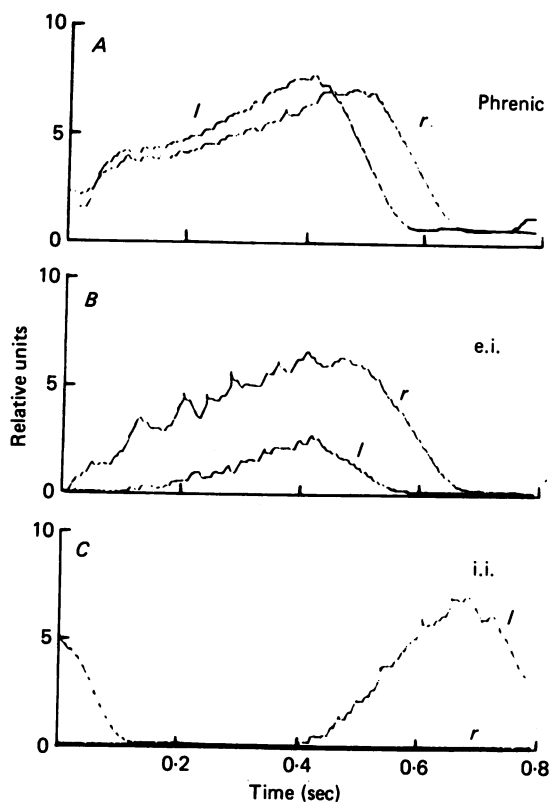 10
A
l
r.
Phrenic
5
0
10
B
e.i.
r
5
l
0
Relative units
10
C
i.i.
l
5
r
0
0·2
0·4
0·6
0·8
Time (sec)